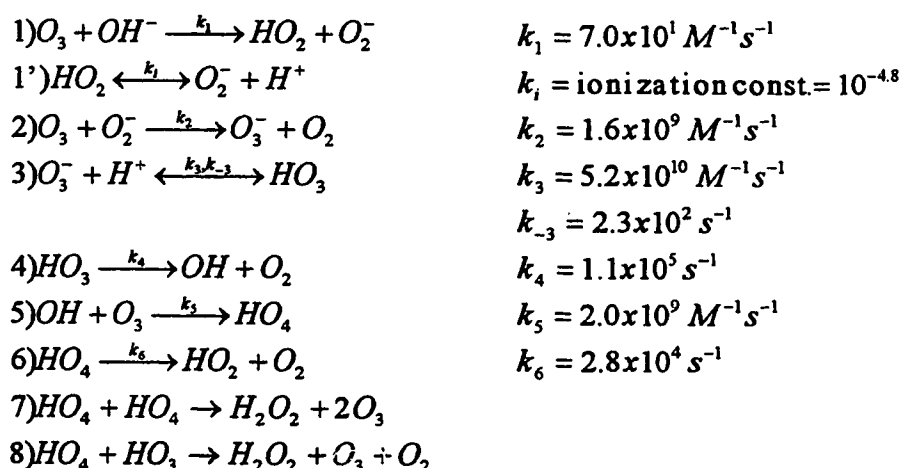 1)O₃ + OH⁻ —k₁→ HO₂ + O₂⁻ k₁ = 7.0x10¹ M⁻¹s⁻¹
1')HO₂ ←kᵢ→ O₂⁻ + H⁺ kᵢ = ionization const. = 10⁻⁴·⁸
2)O₃ + O₂⁻ —k₂→ O₃⁻ + O₂ k₂ = 1.6x10⁹ M⁻¹s⁻¹
3)O₃⁻ + H⁺ ←k₃,k₋₃→ HO₃ k₃ = 5.2x10¹⁰ M⁻¹s⁻¹
k₋₃ = 2.3x10² s⁻¹
4)HO₃ —k₄→ OH + O₂ k₄ = 1.1x10⁵ s⁻¹
5)OH + O₃ —k₅→ HO₄ k₅ = 2.0x10⁹ M⁻¹s⁻¹
6)HO₄ —k₆→ HO₂ + O₂ k₆ = 2.8x10⁴ s⁻¹
7)HO₄ + HO₄ → H₂O₂ + 2O₃
8)HO₄ + HO₃ → H₂O₂ + O₃ + O₂